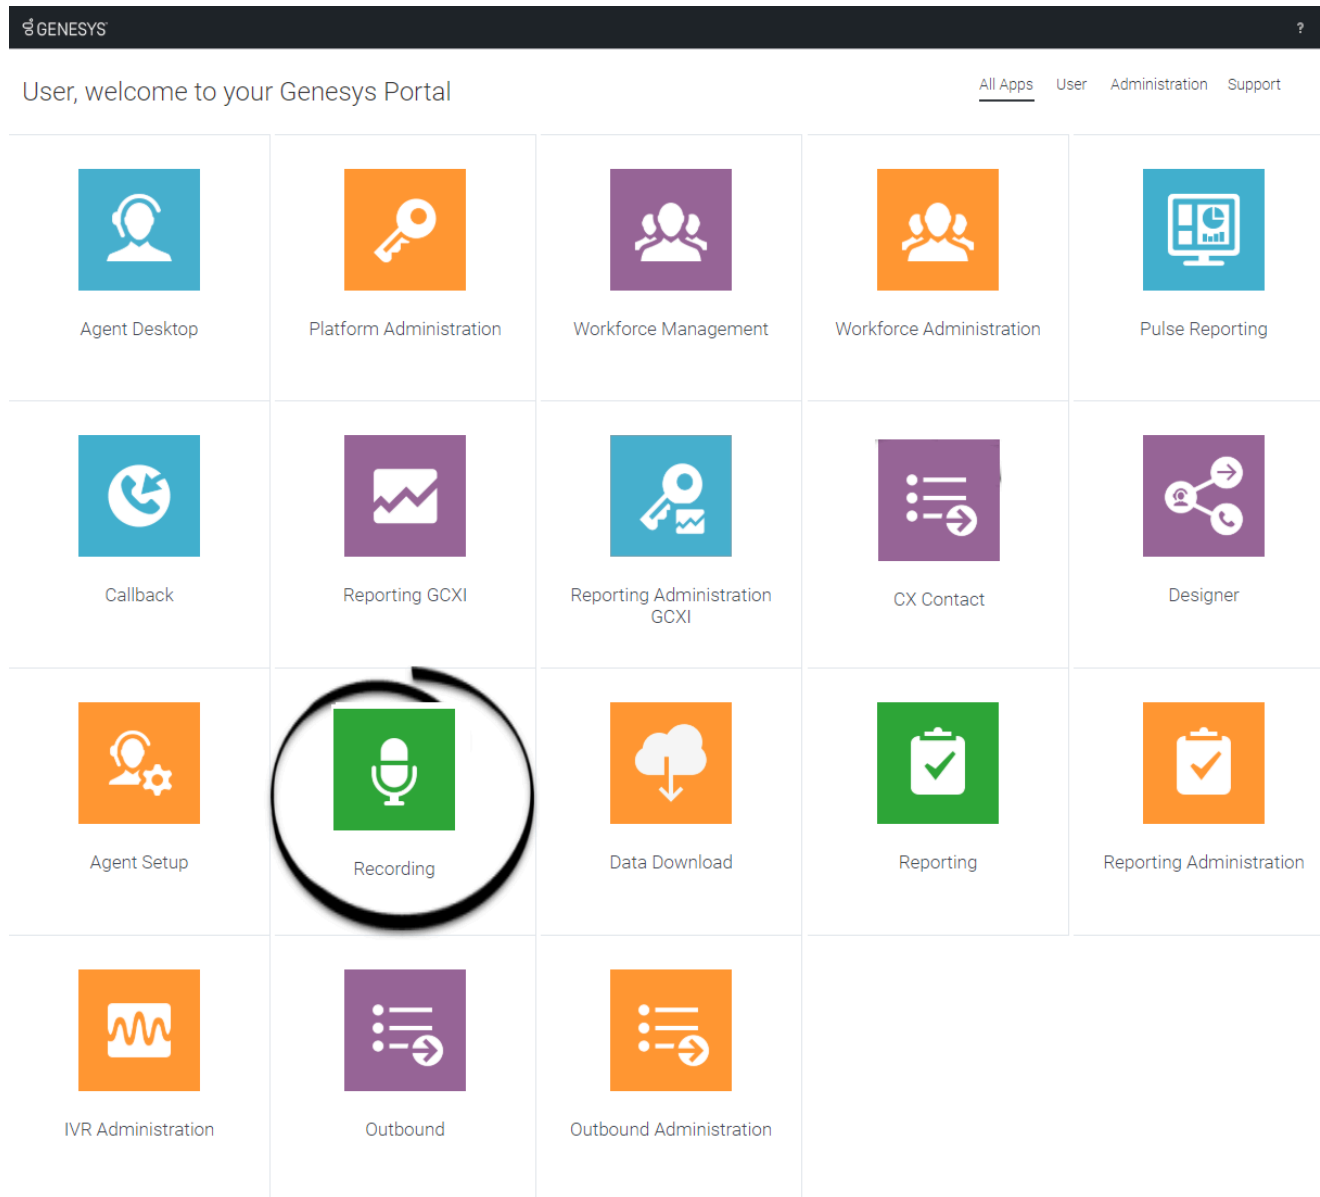 GENESYS
?
User, welcome to your Genesys Portal
All Apps User Administration Support
Agent Desktop
Platform Administration
Workforce Management
Workforce Administration
Pulse Reporting
Callback
Reporting GCXI
Reporting Administration
GCXI
CX Contact
Designer
Agent Setup
Recording
Data Download
Reporting
Reporting Administration
IVR Administration
Outbound
Outbound Administration